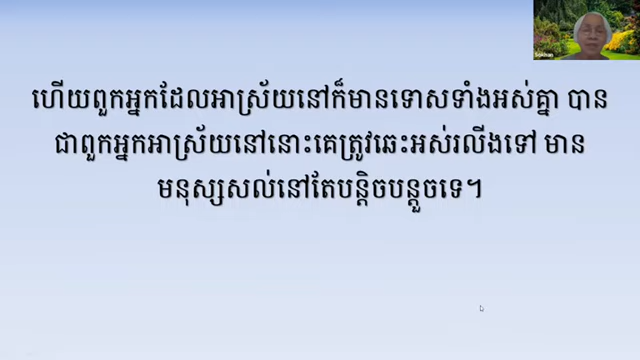 Sokhan
ហើយពួកអ្នកដែលអាស្រ័យនៅក៏មានទោសទាំងអស់គ្នា បាន
ជាពួកអ្នកអាស្រ័យនៅនោះគេត្រូវឆេះអស់រលីងទៅ មាន
មនុស្សសល់នៅតែបន្តិចបន្តួចទេ។